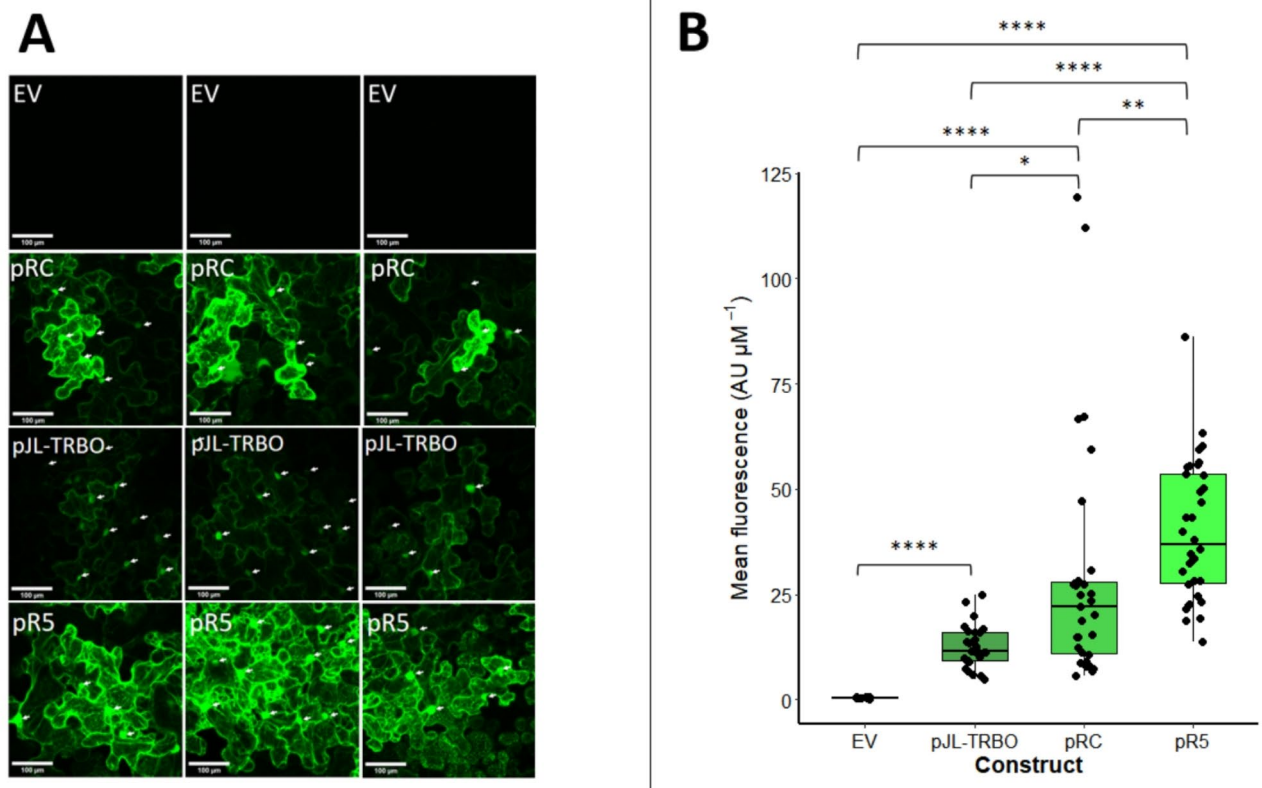 A
EV EV EV
100 µm 100 µm 100 µm
pRC pRC pRC
100 µm 100 µm 100 µm
pJL-TRBO pJL-TRBO pJL-TRBO
100 µm 100 µm 100 µm
pR5 pR5 pR5
100 µm 100 µm 100 µm
B
****
****
**
****
*
****
Mean fluorescence (AU µM⁻¹)
125
100
75
50
25
0
EV pJL-TRBO pRC pR5
Construct